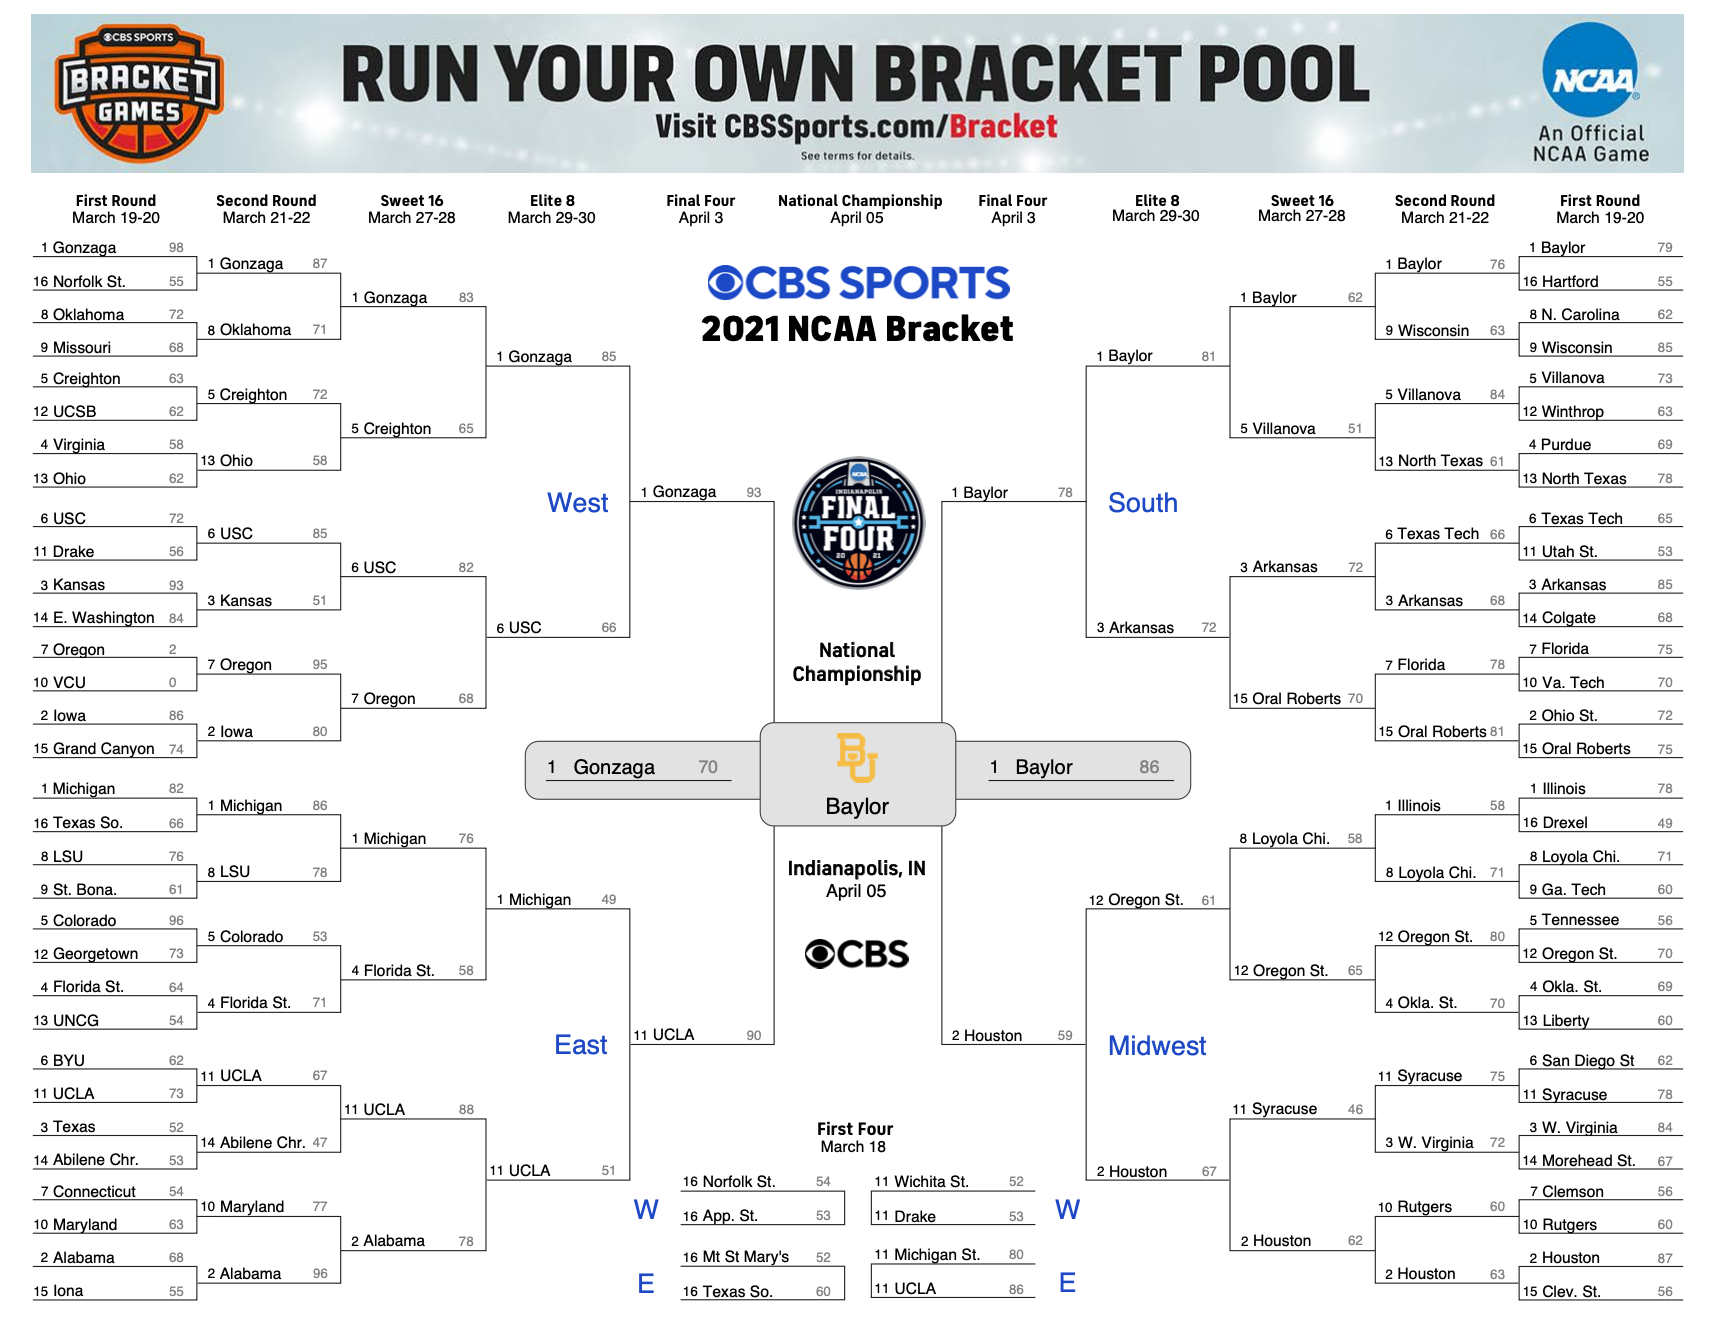 CBS SPORTS
BRACKET
GAMES
RUN YOUR OWN BRACKET POOL
Visit CBSSports.com/Bracket
See terms for details.
NCAA
An Official
NCAA Game
First Round
March 19-20
Second Round
March 21-22
Sweet 16
March 27-28
Elite 8
March 29-30
Final Four
April 3
National Championship
April 05
Final Four
April 3
Elite 8
March 29-30
Sweet 16
March 27-28
Second Round
March 21-22
First Round
March 19-20
1 Gonzaga 98
16 Norfolk St. 55
8 Oklahoma 72
9 Missouri 68
5 Creighton 63
12 UCSB 62
4 Virginia 58
13 Ohio 62
6 USC 72
11 Drake 56
3 Kansas 93
14 E. Washington 84
7 Oregon 2
10 VCU 0
2 Iowa 86
15 Grand Canyon 74
1 Gonzaga 87
8 Oklahoma 71
5 Creighton 72
13 Ohio 58
6 USC 85
3 Kansas 51
7 Oregon 95
2 Iowa 80
1 Gonzaga 83
5 Creighton 65
6 USC 82
7 Oregon 68
1 Gonzaga 85
6 USC 66
West
1 Gonzaga 93
1 Michigan 82
16 Texas So. 66
8 LSU 76
9 St. Bona. 61
5 Colorado 96
12 Georgetown 73
4 Florida St. 64
13 UNCG 54
6 BYU 62
11 UCLA 73
3 Texas 52
14 Abilene Chr. 53
7 Connecticut 54
10 Maryland 63
2 Alabama 68
15 Iona 55
1 Michigan 86
8 LSU 78
5 Colorado 53
4 Florida St. 71
11 UCLA 67
14 Abilene Chr. 47
10 Maryland 77
2 Alabama 96
1 Michigan 76
4 Florida St. 58
11 UCLA 88
2 Alabama 78
1 Michigan 49
11 UCLA 51
East
11 UCLA 90
CBS SPORTS
2021 NCAA Bracket
NCAA
INDIANAPOLIS
FINAL
FOUR
20 21
National
Championship
1 Gonzaga 70
BU
Baylor
1 Baylor 86
Indianapolis, IN
April 05
CBS
First Four
March 18
W
16 Norfolk St. 54
16 App. St. 53
11 Wichita St. 52
11 Drake 53
W
E
16 Mt St Mary's 52
16 Texas So. 60
11 Michigan St. 80
11 UCLA 86
E
1 Baylor 78
South
1 Baylor 81
3 Arkansas 72
1 Baylor 62
5 Villanova 51
3 Arkansas 72
15 Oral Roberts 70
1 Baylor 76
9 Wisconsin 63
5 Villanova 84
13 North Texas 61
6 Texas Tech 66
3 Arkansas 68
7 Florida 78
15 Oral Roberts 81
1 Baylor 79
16 Hartford 55
8 N. Carolina 62
9 Wisconsin 85
5 Villanova 73
12 Winthrop 63
4 Purdue 69
13 North Texas 78
6 Texas Tech 65
11 Utah St. 53
3 Arkansas 85
14 Colgate 68
7 Florida 75
10 Va. Tech 70
2 Ohio St. 72
15 Oral Roberts 75
2 Houston 59
Midwest
12 Oregon St. 61
2 Houston 67
8 Loyola Chi. 58
12 Oregon St. 65
11 Syracuse 46
2 Houston 62
1 Illinois 58
8 Loyola Chi. 71
12 Oregon St. 80
4 Okla. St. 70
11 Syracuse 75
3 W. Virginia 72
10 Rutgers 60
2 Houston 63
1 Illinois 78
16 Drexel 49
8 Loyola Chi. 71
9 Ga. Tech 60
5 Tennessee 56
12 Oregon St. 70
4 Okla. St. 69
13 Liberty 60
6 San Diego St 62
11 Syracuse 78
3 W. Virginia 84
14 Morehead St. 67
7 Clemson 56
10 Rutgers 60
2 Houston 87
15 Clev. St. 56